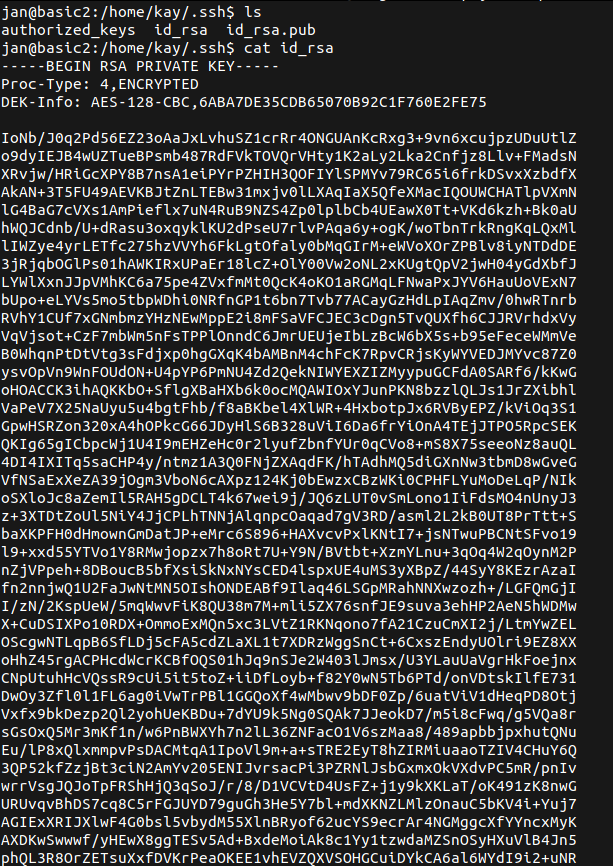 jan@basic2:/home/kay/.ssh$ ls
authorized_keys  id_rsa  id_rsa.pub
jan@basic2:/home/kay/.ssh$ cat id_rsa
-----BEGIN RSA PRIVATE KEY-----
Proc-Type: 4,ENCRYPTED
DEK-Info: AES-128-CBC,6ABA7DE35CDB65070B92C1F760E2FE75

IoNb/J0q2Pd56EZ23oAaJxLvhuSZ1crRr4ONGUAnKcRxg3+9vn6xcujpzUDuUtlZ
o9dyIEJB4wUZTueBPsmb487RdFVkTOVQrVHty1K2aLy2Lka2Cnfjz8Llv+FMadsN
XRvjw/HRiGcXPY8B7nsA1eiPYrPZHIH3QOFIYlSPMYv79RC65i6frkDSvxXzbdfX
AkAN+3T5FU49AEVKBJtZnLTEBw31mxjv0lLXAqIaX5QfeXMacIQOUWCHATlpVXmN
lG4BaG7cVXs1AmPieflx7uN4RuB9NZS4Zp0lplbCb4UEawX0Tt+VKd6kzh+Bk0aU
hWQJCdnb/U+dRasu3oxqyklKU2dPseU7rlvPAqa6y+ogK/woTbnTrkRngKqLQxMl
lIWZye4yrLETfc275hzVVYh6FkLgtOfaly0bMqGIrM+eWVoXOrZPBlv8iyNTDdDE
3jRjqbOGlPs01hAWKIRxUPaEr18lcZ+OlY00Vw2oNL2xKUgtQpV2jwH04yGdXbfJ
LYWlXxnJJpVMhKC6a75pe4ZVxfmMt0QcK4oKO1aRGMqLFNwaPxJYV6HauUoVExN7
bUpo+eLYVs5mo5tbpWDhi0NRfnGP1t6bn7Tvb77ACayGzHdLpIAqZmv/0hwRTnrb
RVhY1CUf7xGNmbmzYHzNEwMppE2i8mFSaVFCJEC3cDgn5TvQUXfh6CJJRVrhdxVy
VqVjsot+CzF7mbWm5nFsTPPlOnndC6JmrUEUjeIbLzBcW6bX5s+b95eFeceWMmVe
B0WhqnPtDtVtg3sFdjxp0hgGXqK4bAMBnM4chFcK7RpvCRjsKyWYVEDJMYvc87Z0
ysvOpVn9WnFOUdON+U4pYP6PmNU4Zd2QekNIWYEXZIZMyypuGCFdA0SARf6/kKwG
oHOACCK3ihAQKKbO+SflgXBaHXb6k0ocMQAWIOxYJunPKN8bzzlQLJs1JrZXibhl
VaPeV7X25NaUyu5u4bgtFhb/f8aBKbel4XlWR+4HxbotpJx6RVByEPZ/kViOq3S1
GpwHSRZon320xA4hOPkcG66JDyHlS6B328uViI6Da6frYiOnA4TEjJTPO5RpcSEK
QKIg65gICbpcWj1U4I9mEHZeHc0r2lyufZbnfYUr0qCVo8+mS8X75seeoNz8auQL
4DI4IXITq5saCHP4y/ntmz1A3Q0FNjZXAqdFK/hTAdhMQ5diGXnNw3tbmD8wGveG
VfNSaExXeZA39jOgm3VboN6cAXpz124Kj0bEwzxCBzWKi0CPHFLYuMoDeLqP/NIk
oSXloJc8aZemIl5RAH5gDCLT4k67wei9j/JQ6zLUT0vSmLono1IiFdsMO4nUnyJ3
z+3XTDtZoUl5NiY4JjCPLhTNNjAlqnpcOaqad7gV3RD/asml2L2kB0UT8PrTtt+S
baXKPFH0dHmownGmDatJP+eMrc6S896+HAXvcvPxlKNtI7+jsNTwuPBCNtSFvo19
l9+xxd55YTVo1Y8RMwjopzx7h8oRt7U+Y9N/BVtbt+XzmYLnu+3qOq4W2qOynM2P
nZjVPpeh+8DBoucB5bfXsiSkNxNYsCED4lspxUE4uMS3yXBpZ/44SyY8KEzrAzaI
fn2nnjwQ1U2FaJwNtMN5OIshONDEABf9Ilaq46LSGpMRahNNXwzozh+/LGFQmGjI
I/zN/2KspUeW/5mqWwvFiK8QU38m7M+mli5ZX76snfJE9suva3ehHP2AeN5hWDMw
X+CuDSIXPo10RDX+OmmoExMQn5xc3LVtZ1RKNqono7fA21CzuCmXI2j/LtmYwZEL
OScgwNTLqpB6SfLDj5cFA5cdZLaXL1t7XDRzWggSnCt+6CxszEndyUOlri9EZ8XX
oHhZ45rgACPHcdWcrKCBfOQS01hJq9nSJe2W403lJmsx/U3YLauUaVgrHkFoejnx
CNpUtuHcVQssR9cUi5it5toZ+iiDfLoyb+f82Y0wN5Tb6PTd/onVDtskIlfE731
DwOy3Zfl0l1FL6ag0iVwTrPBl1GGQoXf4wMbwv9bDF0Zp/6uatViV1dHeqPD8Otj
Vxfx9bkDezp2Ql2yohUeKBDu+7dYU9k5Ng0SQAk7JJeokD7/m5i8cFwq/g5VQa8r
sGsOxQ5Mr3mKf1n/w6PnBWXYh7n2lL36ZNFacO1V6szMaa8/489apbbjpxhutQNu
Eu/lP8xQlxmmpvPsDACMtqA1IpoVl9m+a+sTRE2EyT8hZIRMiuaaoTZIV4CHuY6Q
3QP52kfZzjBt3ciN2AmYv205ENIJvrsacPi3PZRNlJsbGxmxOkVXdvPC5mR/pnIv
wrrVsgJQJoTpFRShHjQ3qSoJ/r/8/D1VCVtD4UsFZ+j1y9kXKLaT/oK491zK8nwG
URUvqvBhDS7cq8C5rFGJUYD79guGh3He5Y7bl+mdXKNZLMlzOnauC5bKV4i+Yuj7
AGIExXRIJXlwF4G0bsl5vbydM55XlnBRyof62ucYS9ecrAr4NGMggcXfYYncxMyK
AXDKwSwwwf/yHEwX8ggTESv5Ad+BxdeMoiAk8c1Yy1tzwdaMZSnOSyHXuVlB4Jn5
phQL3R8OrZETsuXxfDVKrPeaOKEE1vhEVZQXVSOHGCuiDYkCA6al6WYdI9i2+uNR